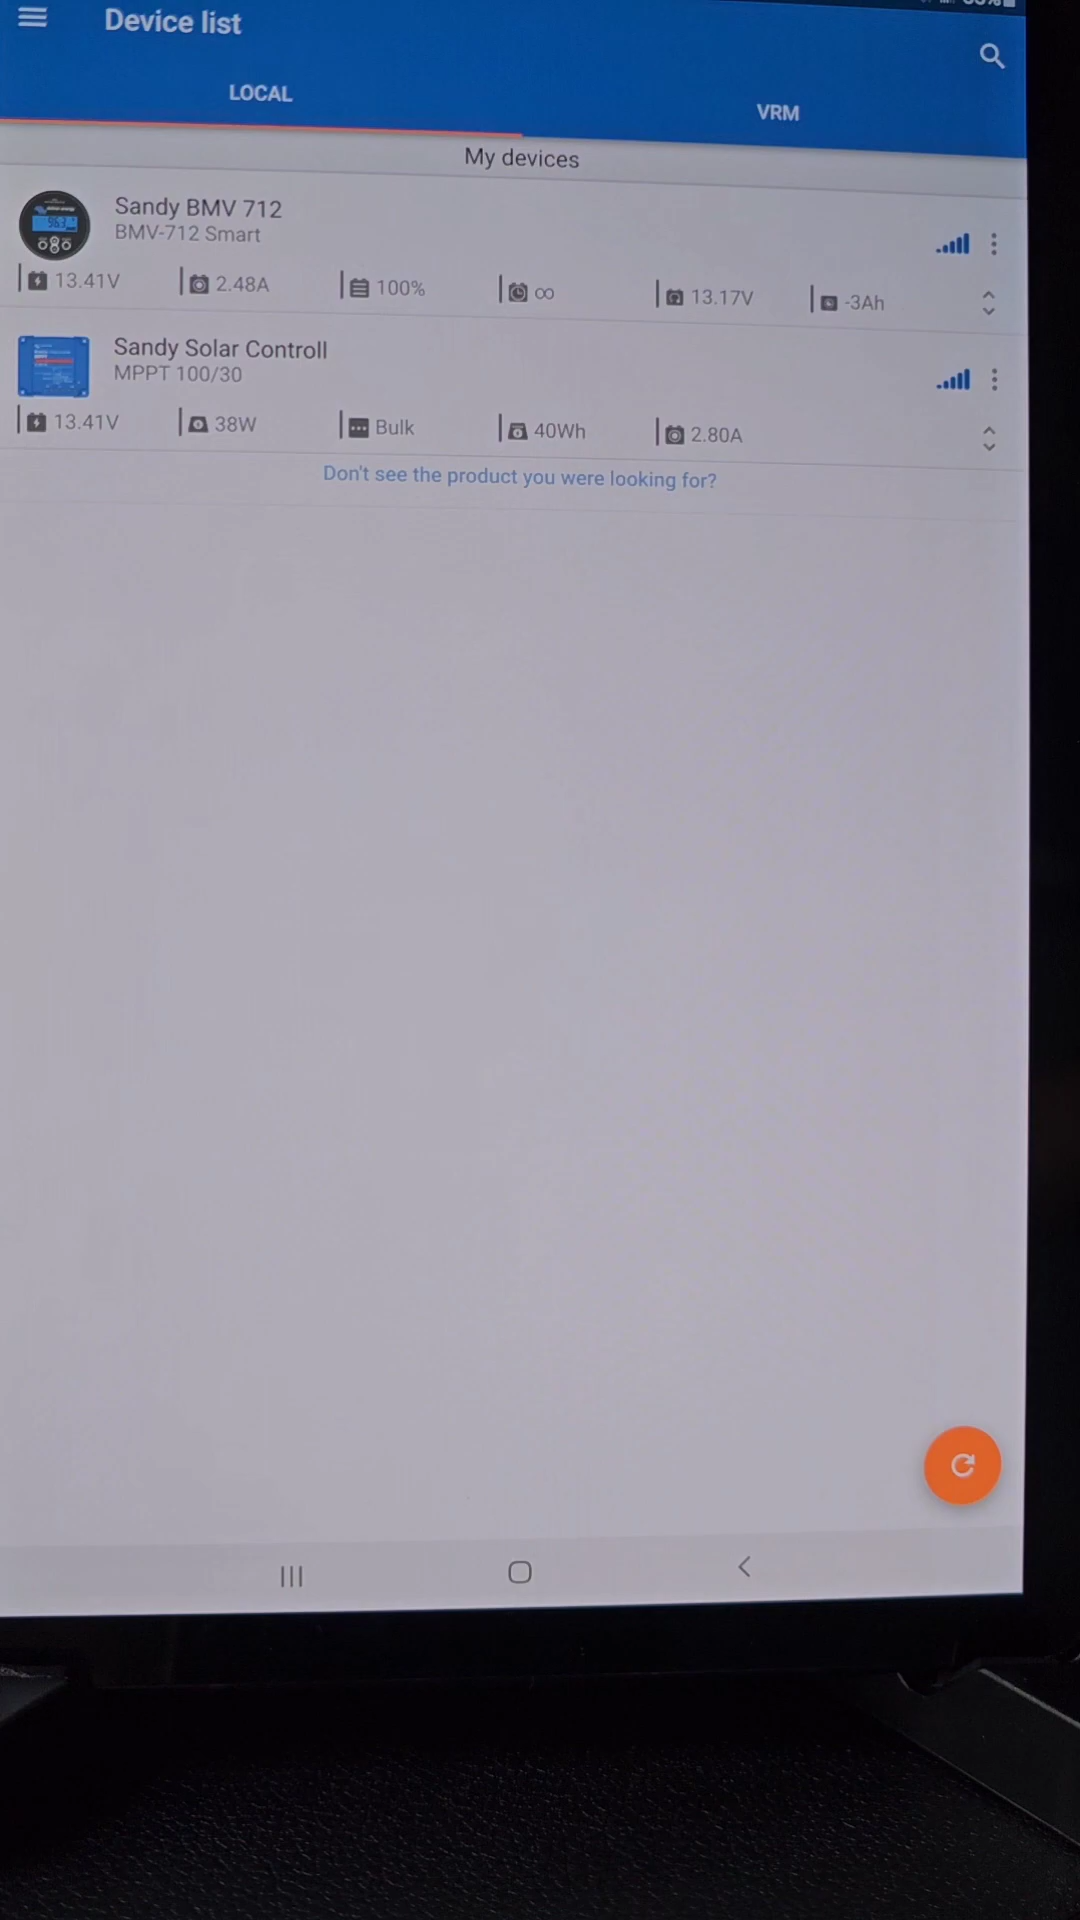 Device list
LOCAL
VRM
My devices
Sandy BMV 712
BMV-712 Smart
13.41V 2.48A 100% ∞ 13.17V -3Ah
Sandy Solar Controll
MPPT 100/30
13.41V 38W Bulk 40Wh 2.80A
Don't see the product you were looking for?